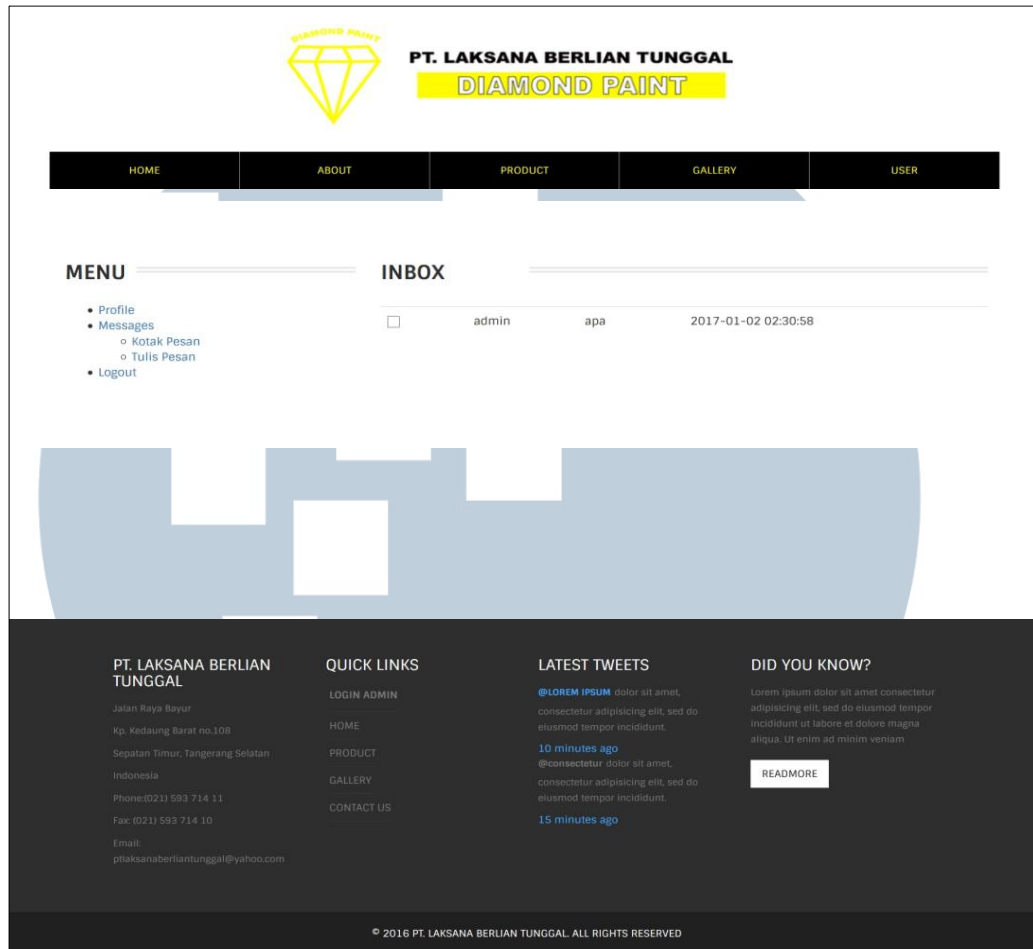 DIAMOND PAINT
PT. LAKSANA BERLIAN TUNGGAL
DIAMOND PAINT
HOME
ABOUT
PRODUCT
GALLERY
USER
MENU
Profile
Messages
Kotak Pesan
Tulis Pesan
Logout
INBOX
admin apa 2017-01-02 02:30:58
PT. LAKSANA BERLIAN
TUNGGAL
Jalan Raya Bayur
Kp. Kedaung Barat no.108
Sepatan Timur, Tangerang Selatan
Indonesia
Phone:(021) 593 714 11
Fax: (021) 593 714 10
Email:
ptlaksanaberliantunggal@yahoo.com
QUICK LINKS
LOGIN ADMIN
HOME
PRODUCT
GALLERY
CONTACT US
LATEST TWEETS
@LOREM IPSUM dolor sit amet,
consectetur adipisicing elit, sed do
eiusmod tempor incididunt.
10 minutes ago
@consectetur dolor sit amet,
consectetur adipisicing elit, sed do
eiusmod tempor incididunt.
15 minutes ago
DID YOU KNOW?
Lorem ipsum dolor sit amet consectetur
adipisicing elit, sed do eiusmod tempor
incididunt ut labore et dolore magna
aliqua. Ut enim ad minim veniam
READMORE
© 2016 PT. LAKSANA BERLIAN TUNGGAL. ALL RIGHTS RESERVED